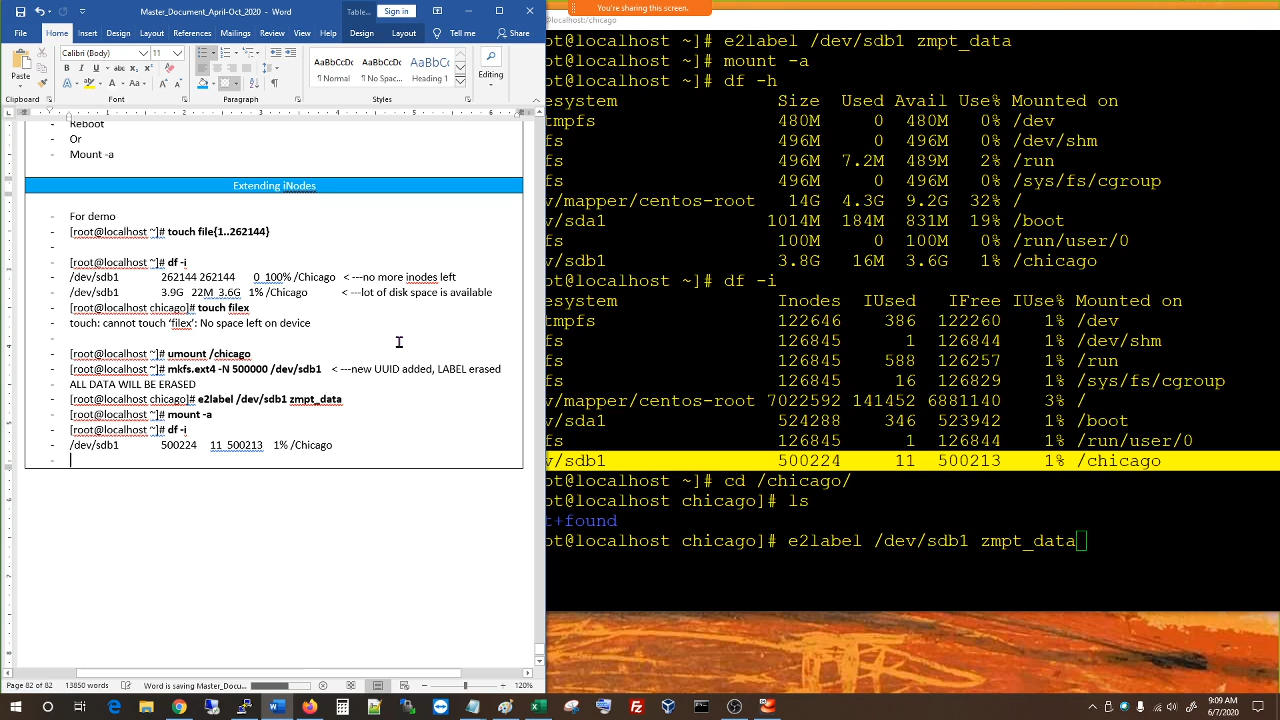 You're sharing this screen.
Master_Document_April-Oct_2020 -
Table...
Sign in
File Home Insert Draw Design Layout References Mailings Review View Help Design Layout Tell me Share
Paste
Clipboard
Calibri (Body) 11
Font
Paragraph
AaBbCcDc AaBbCcDc AaBbCc
¶ Normal ¶ No Spac... Heading 1
Styles
Editing
- Reboot
- Or
- Mount -a
Extending iNodes
- For demo
- [root@localhost ~]# touch file{1..262144}
-
- [root@localhost ~]# df -i
- /dev/sdb1 262144 262144 0 100% /Chicago < ---no more inodes left
- /dev/sdb1 3.9G 22M 3.6G 1% /Chicago < ---lot of disk space is available
- [root@localhost chicago]# touch filex
- touch: cannot touch 'filex': No space left on device
-
- [root@localhost ~]# umount /chicago
- [root@localhost ~]# mkfs.ext4 -N 500000 /dev/sdb1 < ---new UUID added, LABEL erased
- ALL DATA WILL BE ERASED
- [root@localhost chicago]# e2label /dev/sdb1 zmpt_data
- [root@localhost ~]# mount -a
- [root@localhost ~]# df -i
- /dev/sdb1 500224 11 500213 1% /Chicago
-
Page 82 of 82 13850 words Word is saving Master_Docu... 120%
localhost:/chicago
ot@localhost ~]# e2label /dev/sdb1 zmpt_data
ot@localhost ~]# mount -a
ot@localhost ~]# df -h
esystem Size Used Avail Use% Mounted on
tmpfs 480M 0 480M 0% /dev
fs 496M 0 496M 0% /dev/shm
fs 496M 7.2M 489M 2% /run
fs 496M 0 496M 0% /sys/fs/cgroup
v/mapper/centos-root 14G 4.3G 9.2G 32% /
v/sda1 1014M 184M 831M 19% /boot
fs 100M 0 100M 0% /run/user/0
v/sdb1 3.8G 16M 3.6G 1% /chicago
ot@localhost ~]# df -i
esystem Inodes IUsed IFree IUse% Mounted on
tmpfs 122646 386 122260 1% /dev
fs 126845 1 126844 1% /dev/shm
fs 126845 588 126257 1% /run
fs 126845 16 126829 1% /sys/fs/cgroup
v/mapper/centos-root 7022592 141452 6881140 3% /
v/sda1 524288 346 523942 1% /boot
fs 126845 1 126844 1% /run/user/0
v/sdb1 500224 11 500213 1% /chicago
ot@localhost ~]# cd /chicago/
ot@localhost chicago]# ls
t+found
ot@localhost chicago]# e2label /dev/sdb1 zmpt_data
9:09 AM
6/7/2020